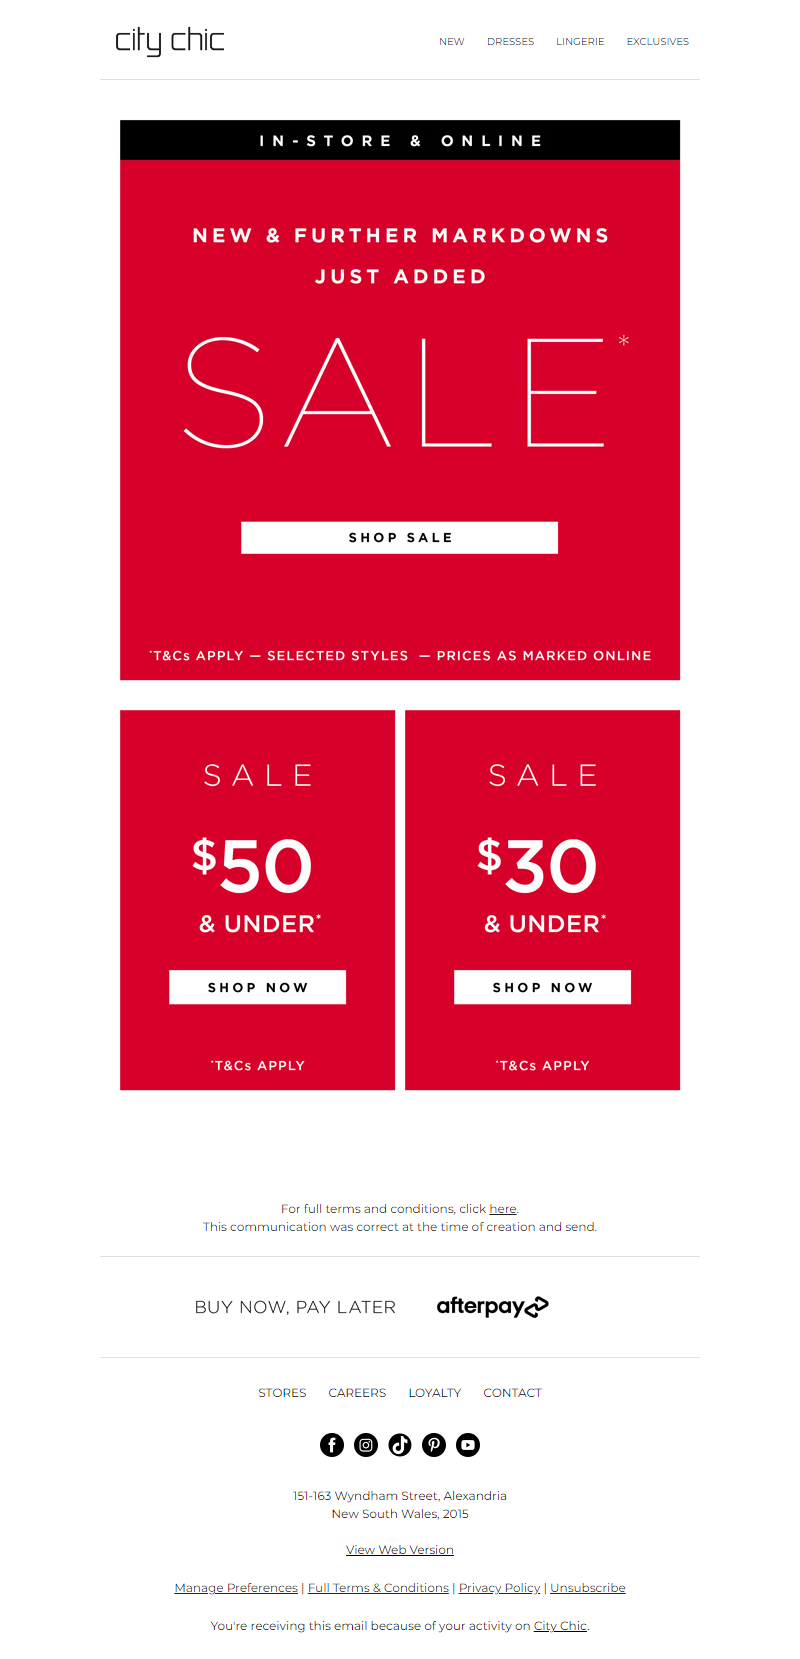 city chic
NEW DRESSES LINGERIE EXCLUSIVES
IN-STORE & ONLINE
NEW & FURTHER MARKDOWNS
JUST ADDED
SALE*
SHOP SALE
*T&Cs APPLY — SELECTED STYLES — PRICES AS MARKED ONLINE
SALE
$50
& UNDER*
SHOP NOW
*T&Cs APPLY
SALE
$30
& UNDER*
SHOP NOW
*T&Cs APPLY
For full terms and conditions, click here.
This communication was correct at the time of creation and send.
BUY NOW, PAY LATER afterpay
STORES CAREERS LOYALTY CONTACT
151-163 Wyndham Street, Alexandria
New South Wales, 2015
View Web Version
Manage Preferences | Full Terms & Conditions | Privacy Policy | Unsubscribe
You're receiving this email because of your activity on City Chic.